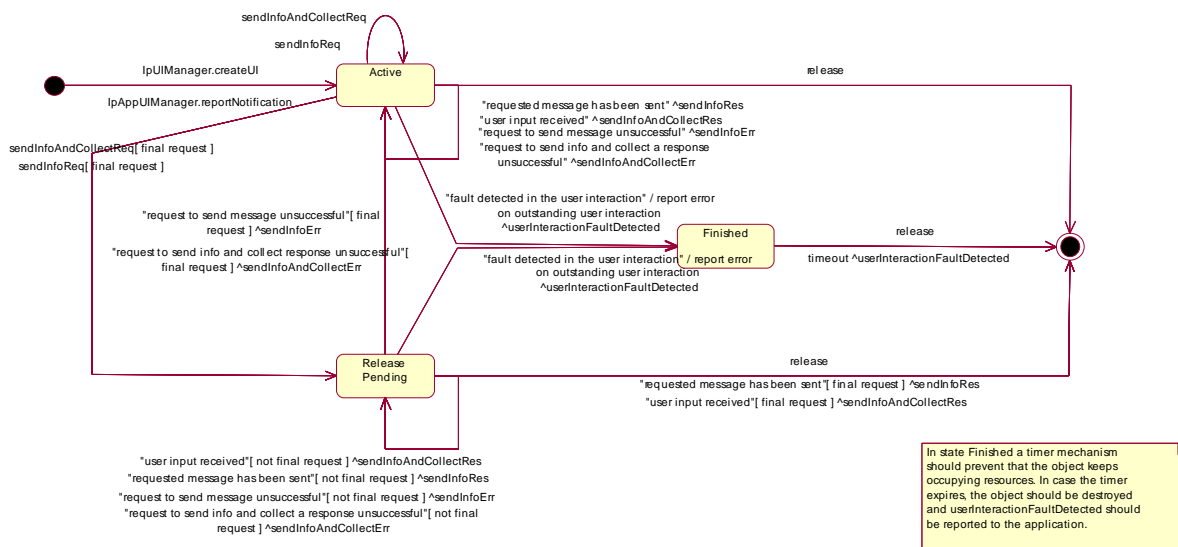 sendInfoAndCollectReq
sendInfoReq
IpUIManager.createUI
Active
release
IpAppUIManager.reportNotification
"requested message has been sent" ^sendInfoRes
"user input received" ^sendInfoAndCollectRes
"request to send message unsuccessful" ^sendInfoErr
"request to send info and collect a response
unsuccessful" ^sendInfoAndCollectErr
sendInfoAndCollectReq[ final request ]
sendInfoReq[ final request ]
"fault detected in the user interaction" / report error
on outstanding user interaction
^userInteractionFaultDetected
"request to send message unsuccessful"[ final
request ] ^sendInfoErr
"request to send info and collect response unsuccessful"[
final request ] ^sendInfoAndCollectErr
Finished
release
timeout ^userInteractionFaultDetected
"fault detected in the user interaction" / report error
on outstanding user interaction
^userInteractionFaultDetected
Release
Pending
release
"requested message has been sent"[ final request ] ^sendInfoRes
"user input received"[ final request ] ^sendInfoAndCollectRes
"user input received"[ not final request ] ^sendInfoAndCollectRes
"requested message has been sent"[ not final request ] ^sendInfoRes
"request to send message unsuccessful"[ not final request ] ^sendInfoErr
"request to send info and collect a response unsuccessful"[ not final
request ] ^sendInfoAndCollectErr
In state Finished a timer mechanism
should prevent that the object keeps
occupying resources. In case the timer
expires, the object should be destroyed
and userInteractionFaultDetected should
be reported to the application.